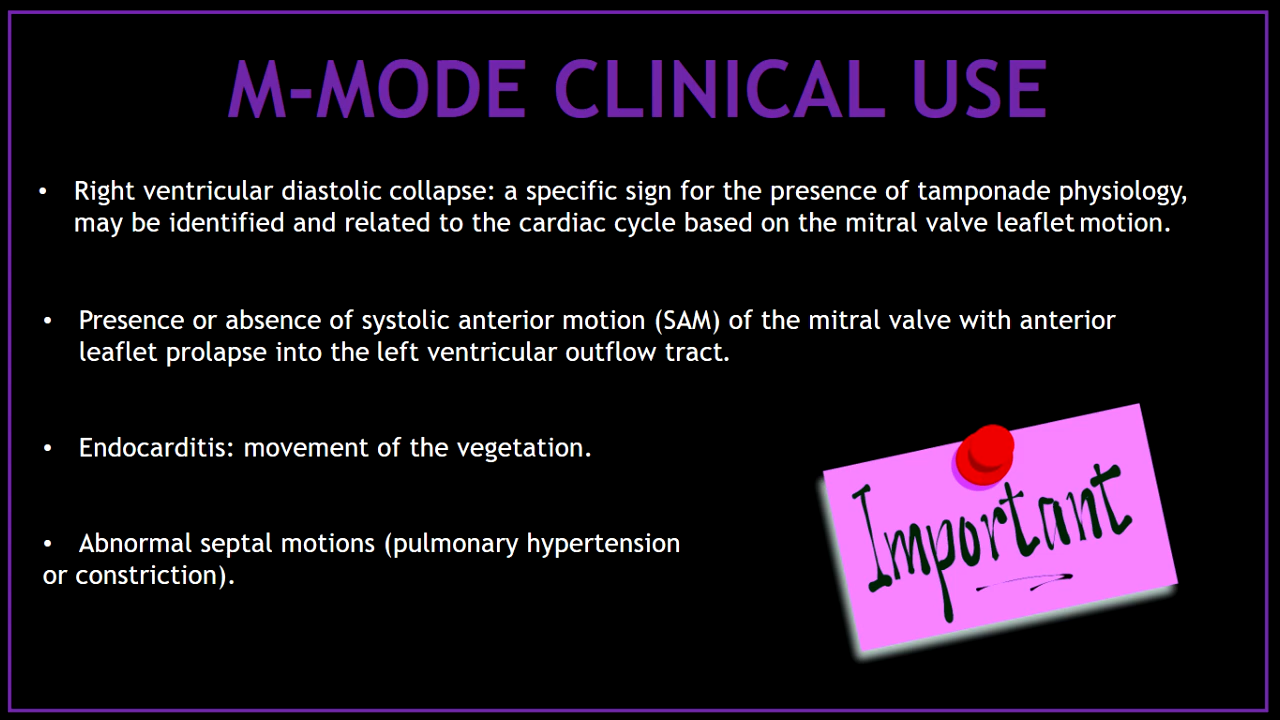 M-MODE CLINICAL USE
• Right ventricular diastolic collapse: a specific sign for the presence of tamponade physiology,
may be identified and related to the cardiac cycle based on the mitral valve leaflet motion.
• Presence or absence of systolic anterior motion (SAM) of the mitral valve with anterior
leaflet prolapse into the left ventricular outflow tract.
• Endocarditis: movement of the vegetation.
• Abnormal septal motions (pulmonary hypertension
or constriction).
Important